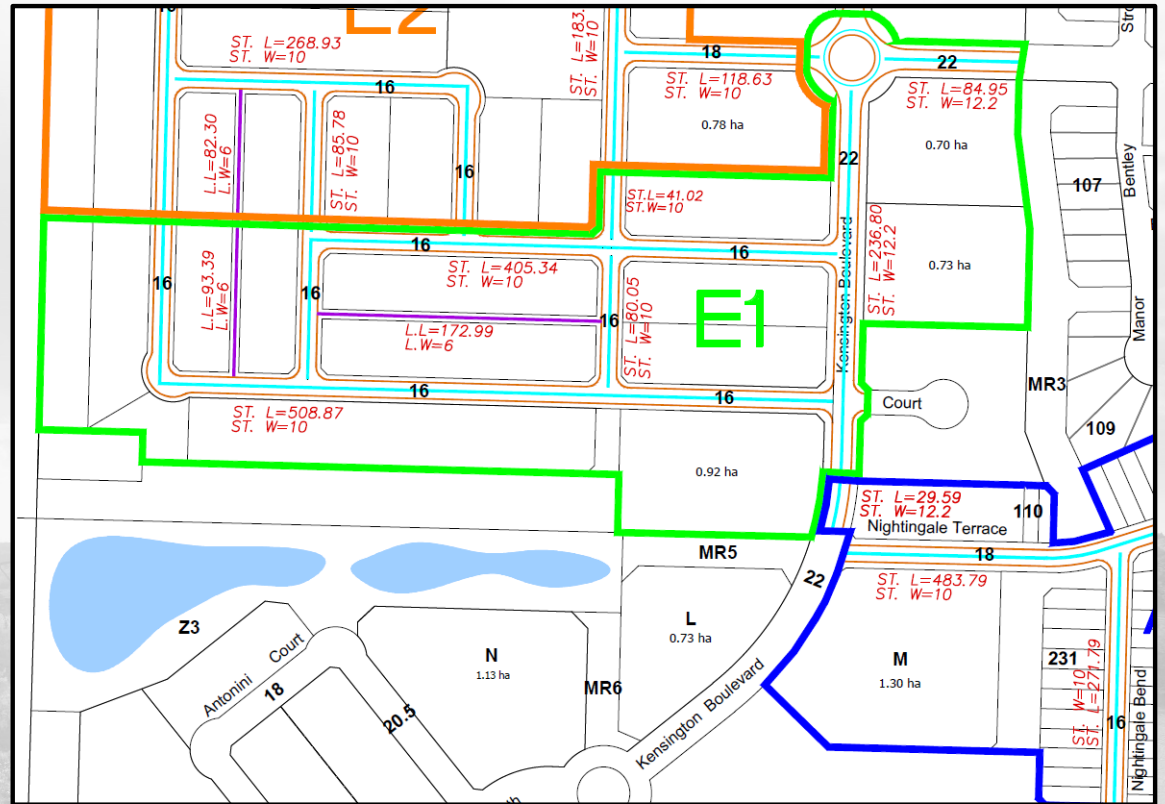 E2
16
ST. L=268.93
ST. W=10
ST. L=183.
ST. W=10
18
ST. L=118.63
ST. W=10
0.78 ha
22
ST. L=84.95
ST. W=12.2
0.70 ha
16
L.L=82.30
L.W=6
ST. L=85.78
ST. W=10
16
22
107
Bentley
ST.L=41.02
ST.W=10
Kensington Boulevard
ST. L=236.80
ST. W=12.2
0.73 ha
16
16
16
L.L=93.39
L.W=6
16
ST. L=405.34
ST. W=10
L.L=172.99
L.W=6
16
ST. L=80.05
ST. W=10
E1
Manor
MR3
16
16
Court
ST. L=508.87
ST. W=10
109
0.92 ha
ST. L=29.59
ST. W=12.2
110
Nightingale Terrace
MR5
18
22
ST. L=483.79
ST. W=10
Z3
L
0.73 ha
N
1.13 ha
M
1.30 ha
231
ST. W=10
ST. L=271.79
16
Nightingale Bend
Antonini Court
18
20.5
MR6
Kensington Boulevard